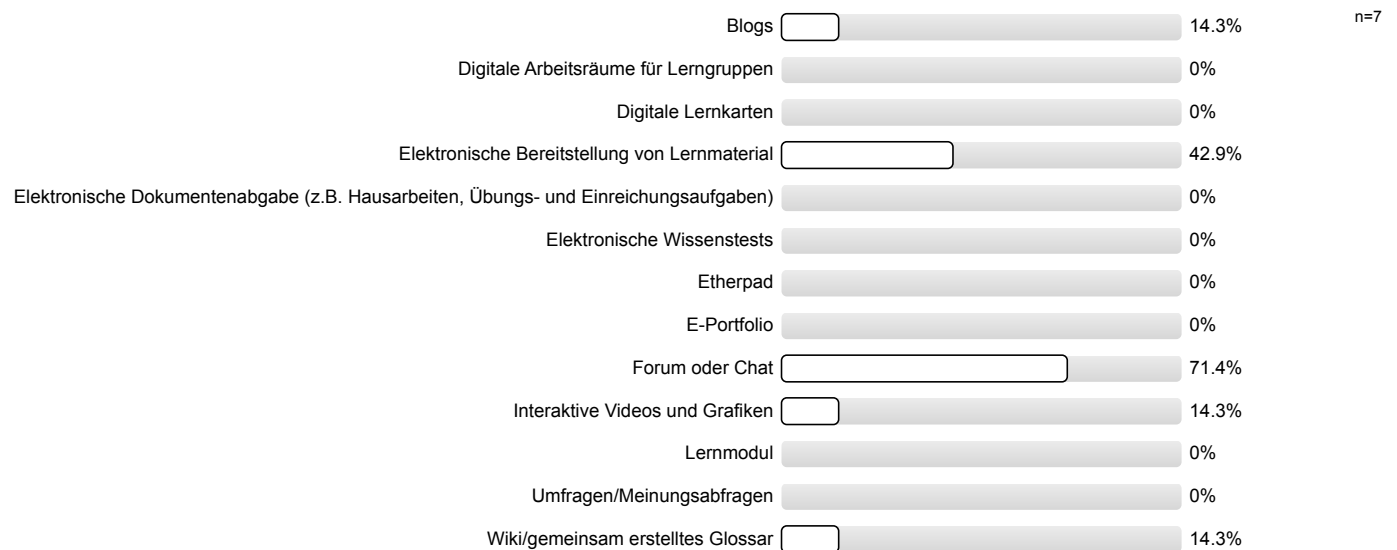 Blogs 14.3% n=7
Digitale Arbeitsräume für Lerngruppen 0%
Digitale Lernkarten 0%
Elektronische Bereitstellung von Lernmaterial 42.9%
Elektronische Dokumentenabgabe (z.B. Hausarbeiten, Übungs- und Einreichungsaufgaben) 0%
Elektronische Wissenstests 0%
Etherpad 0%
E-Portfolio 0%
Forum oder Chat 71.4%
Interaktive Videos und Grafiken 14.3%
Lernmodul 0%
Umfragen/Meinungsabfragen 0%
Wiki/gemeinsam erstelltes Glossar 14.3%